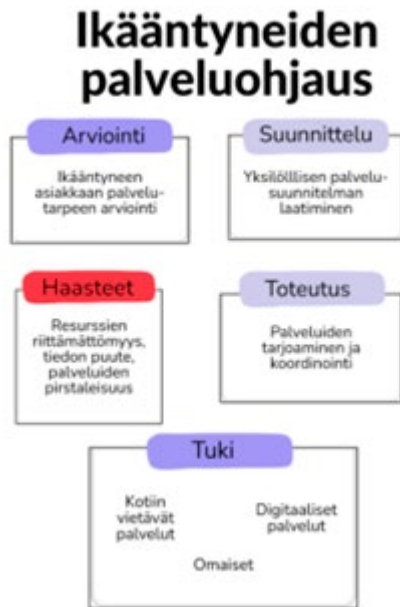 Ikääntyneiden
palveluohjaus
Arviointi
Ikääntyneen
asiakkaan palvelu-
tarpeen arviointi
Suunnittelu
Yksilölllisen palvelu-
suunnitelman
laatiminen
Haasteet
Resurssien
riittämättömyys,
tiedon puute,
palveluiden
pirstaleisuus
Toteutus
Palveluiden
tarjoaminen ja
koordinointi
Tuki
Kotiin
vietävät
palvelut
Digitaaliset
palvelut
Omaiset